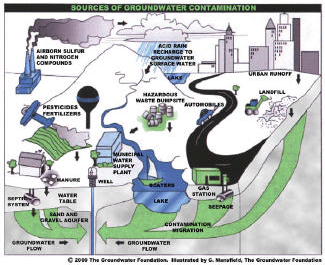 SOURCES OF GROUNDWATER CONTAMINATION
AIRBORN SULFUR
AND NITROGEN
COMPOUNDS
ACID RAIN
RECHARGE TO
GROUNDWATER
SURFACE WATER
LAKE
URBAN RUNOFF
PESTICIDES
FERTILIZERS
HAZARDOUS
WASTE DUMPSITE
AUTOMOBILES
LANDFILL
MUNICIPAL
WATER
SUPPLY
PLANT
MANURE
WELL
BOATERS
GAS
STATION
SEPTIC
SYSTEM
WATER
TABLE
LAKE
SEEPAGE
SAND AND
GRAVEL AQUIFER
CONTAMINATION
MIGRATION
GROUNDWATER
FLOW
GROUNDWATER
FLOW
© 2000 The Groundwater Foundation. Illustrated by G. Mansfield, The Groundwater Foundation